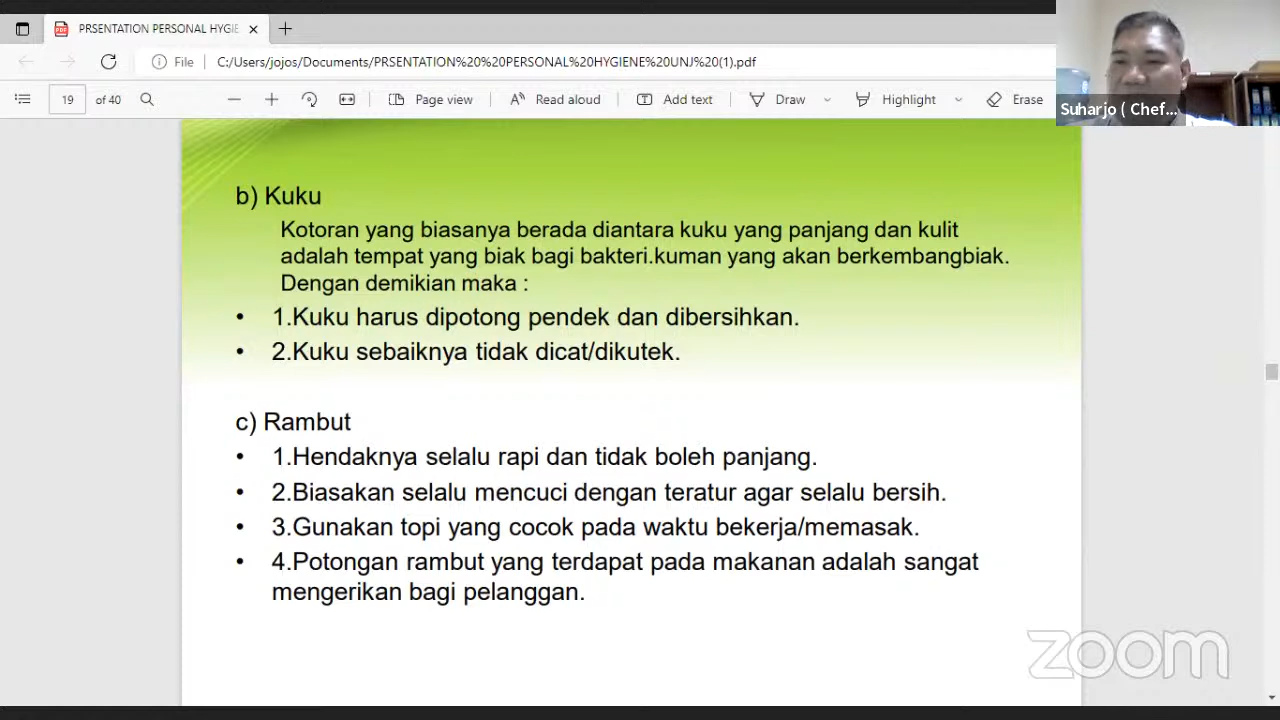 PRSENTATION PERSONAL HYGIE
File
C:/Users/jojos/Documents/PRSENTATION%20%20PERSONAL%20HYGIENE%20UNJ%20(1).pdf
19 of 40
Page view
Read aloud
Add text
Draw
Highlight
Erase
Suharjo ( Chef...
b) Kuku
Kotoran yang biasanya berada diantara kuku yang panjang dan kulit
adalah tempat yang biak bagi bakteri.kuman yang akan berkembangbiak.
Dengan demikian maka :
• 1.Kuku harus dipotong pendek dan dibersihkan.
• 2.Kuku sebaiknya tidak dicat/dikutek.
c) Rambut
• 1.Hendaknya selalu rapi dan tidak boleh panjang.
• 2.Biasakan selalu mencuci dengan teratur agar selalu bersih.
• 3.Gunakan topi yang cocok pada waktu bekerja/memasak.
• 4.Potongan rambut yang terdapat pada makanan adalah sangat
mengerikan bagi pelanggan.
zoom